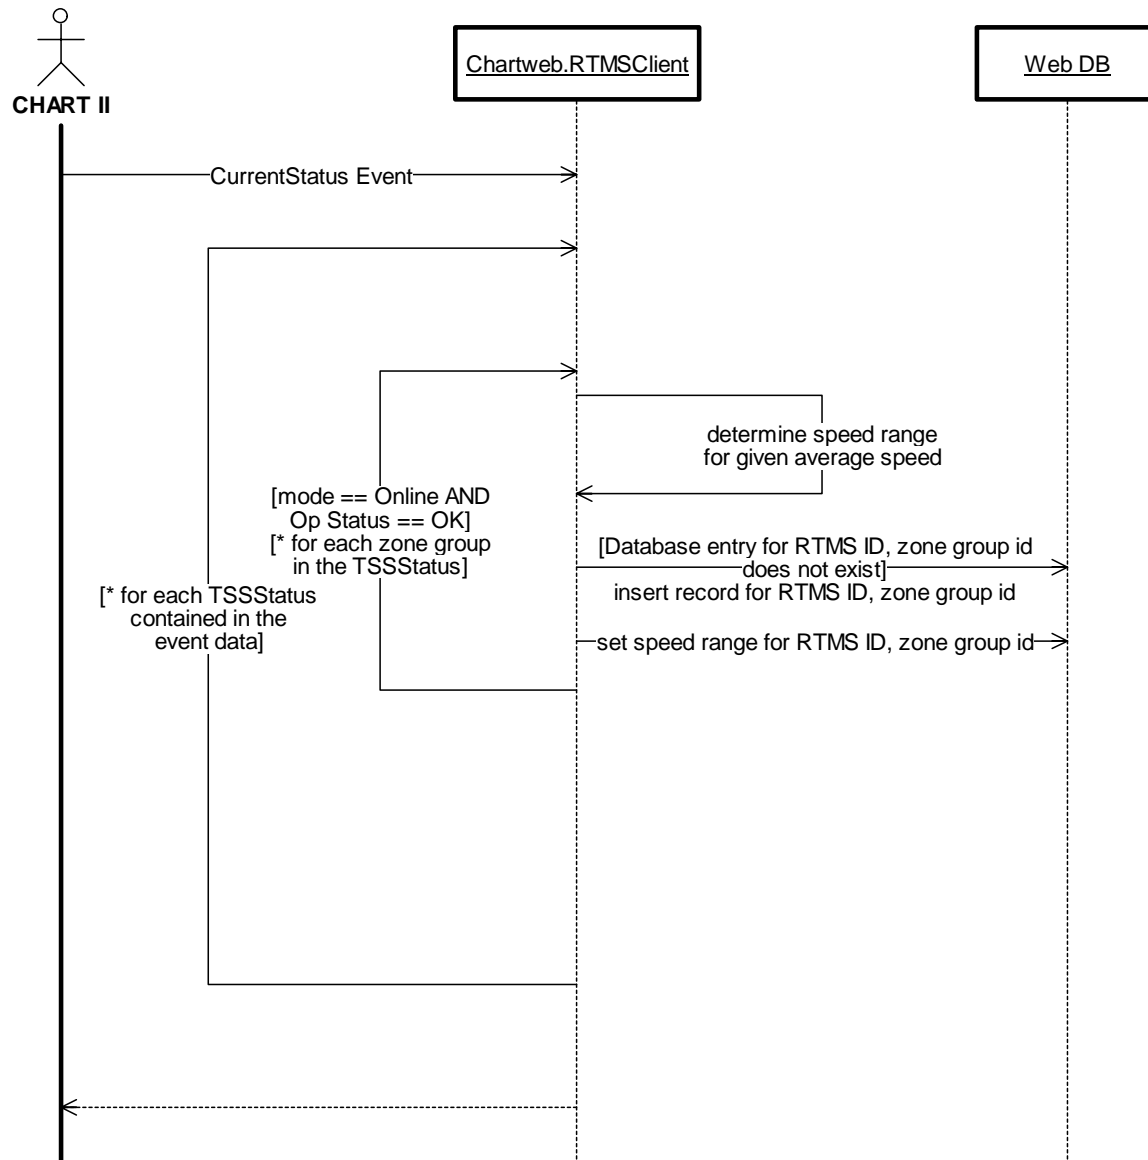 CHART II
Chartweb.RTMSClient
Web DB
CurrentStatus Event
determine speed range
for given average speed
[mode == Online AND
Op Status == OK]
[* for each zone group
in the TSSStatus]
[Database entry for RTMS ID, zone group id
does not exist]
insert record for RTMS ID, zone group id
[* for each TSSStatus
contained in the
event data]
set speed range for RTMS ID, zone group id